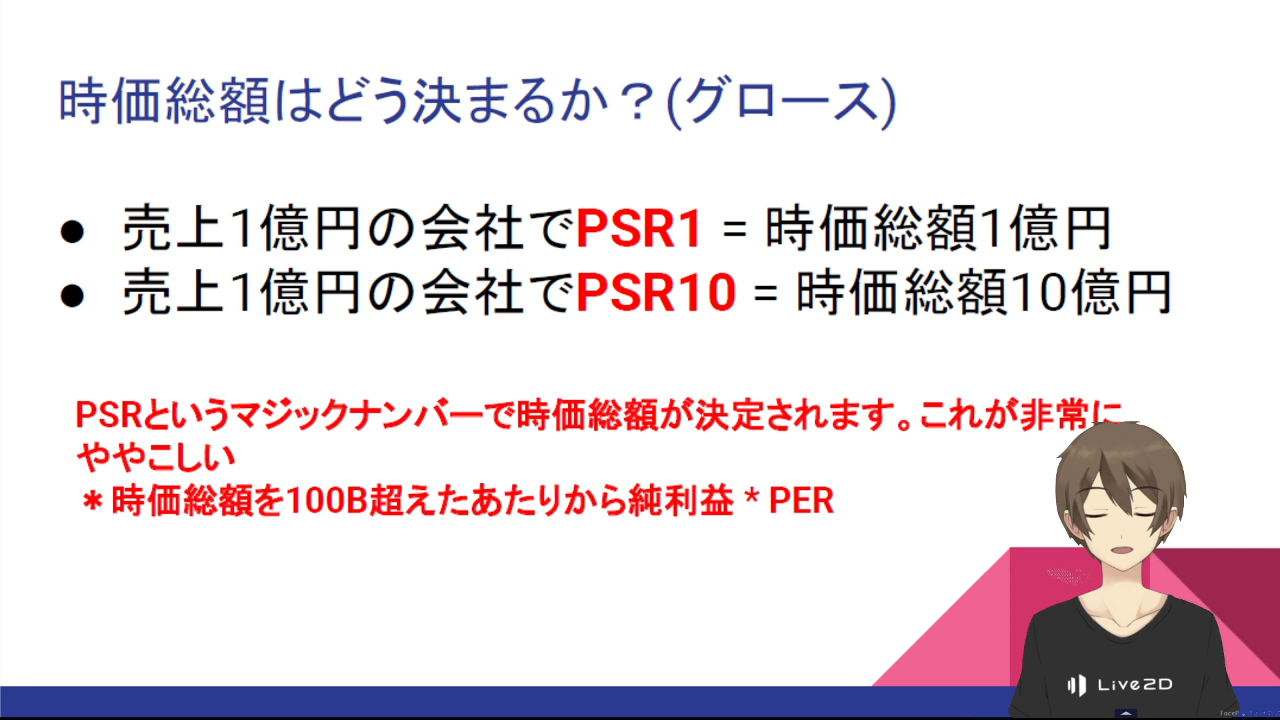 時価総額はどう決まるか？(グロース)
● 売上1億円の会社でPSR1 = 時価総額1億円
● 売上1億円の会社でPSR10 = 時価総額10億円
PSRというマジックナンバーで時価総額が決定されます。これが非常に
ややこしい
＊時価総額を100B超えたあたりから純利益 * PER
Live2D